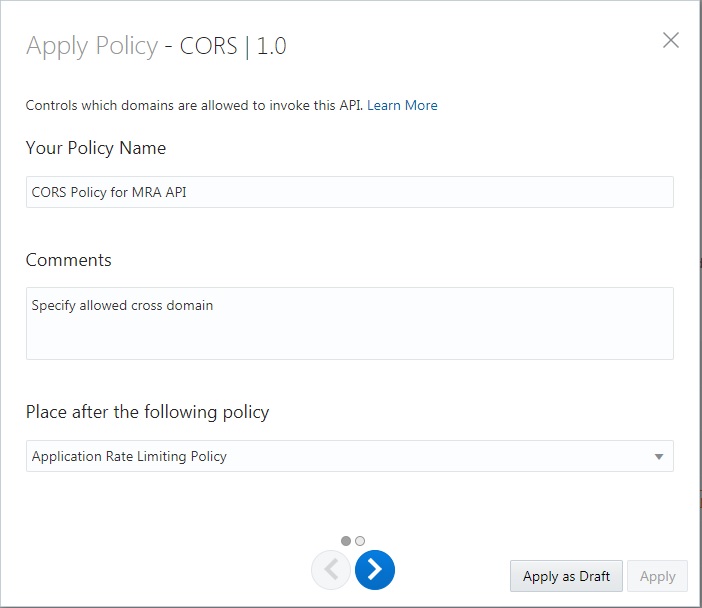 Apply Policy - CORS | 1.0
Controls which domains are allowed to invoke this API. Learn More
Your Policy Name
CORS Policy for MRA API
Comments
Specify allowed cross domain
Place after the following policy
Application Rate Limiting Policy
Apply as Draft
Apply